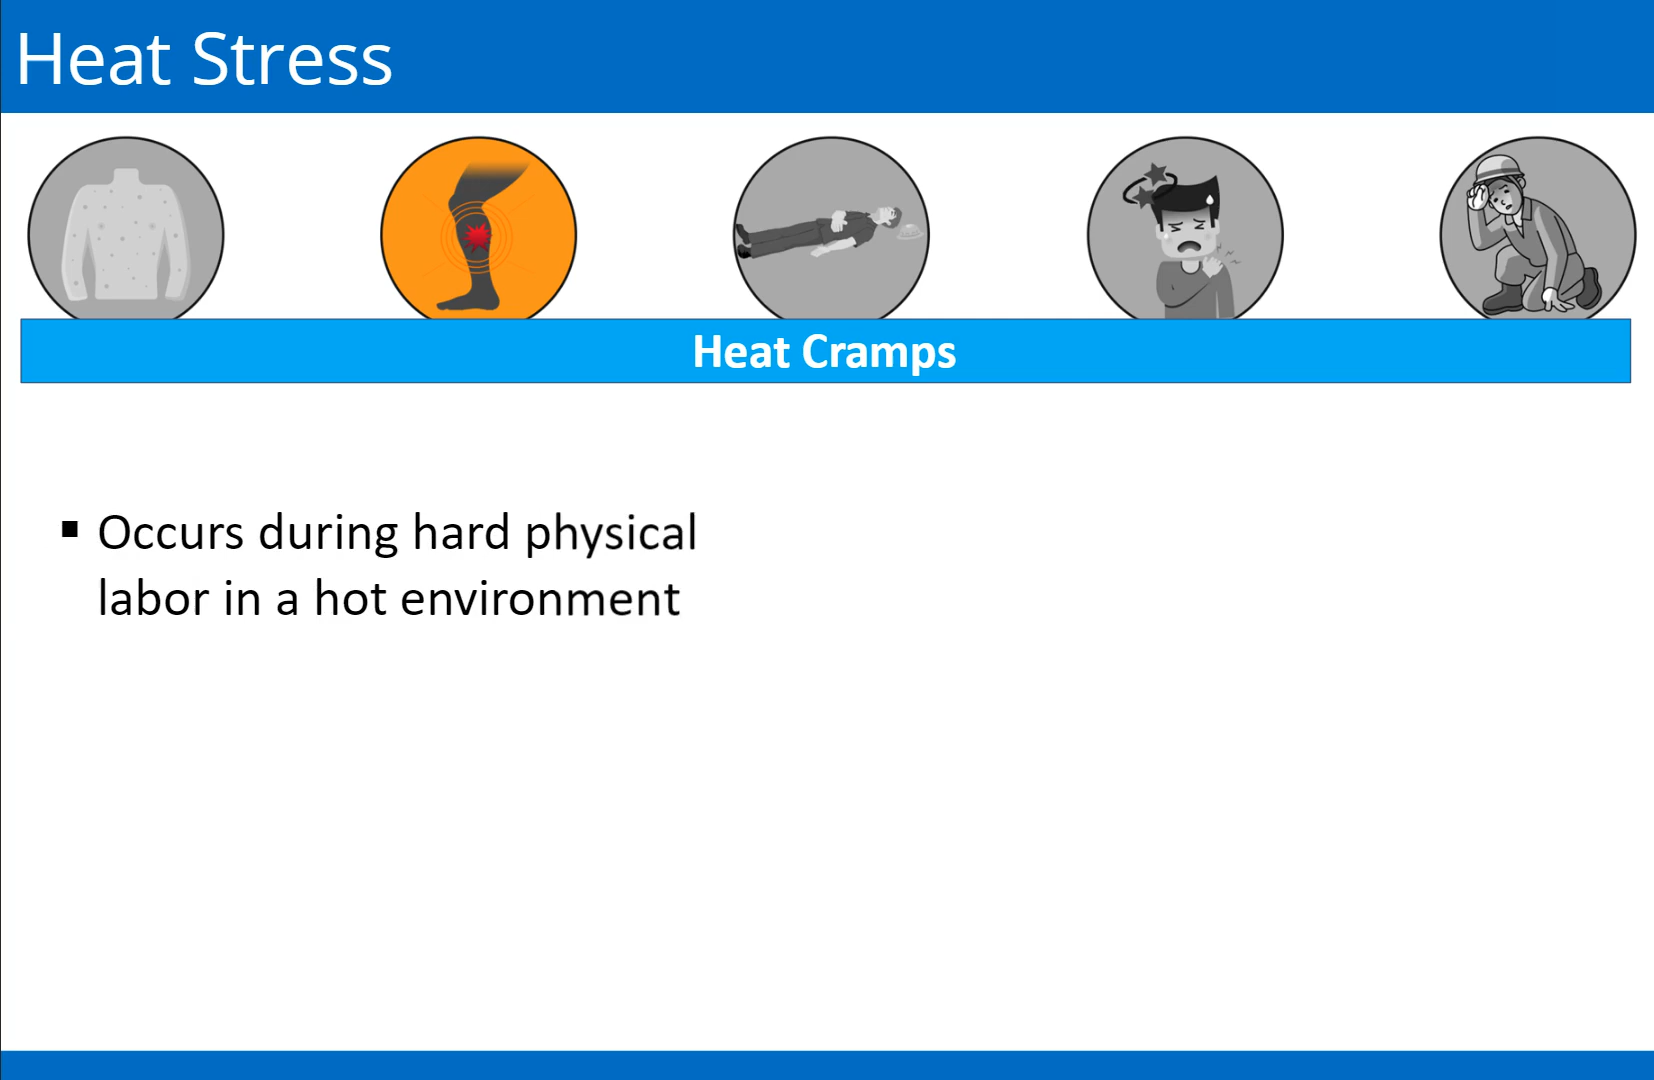 Heat Stress
Heat Cramps
▪ Occurs during hard physical
labor in a hot environment